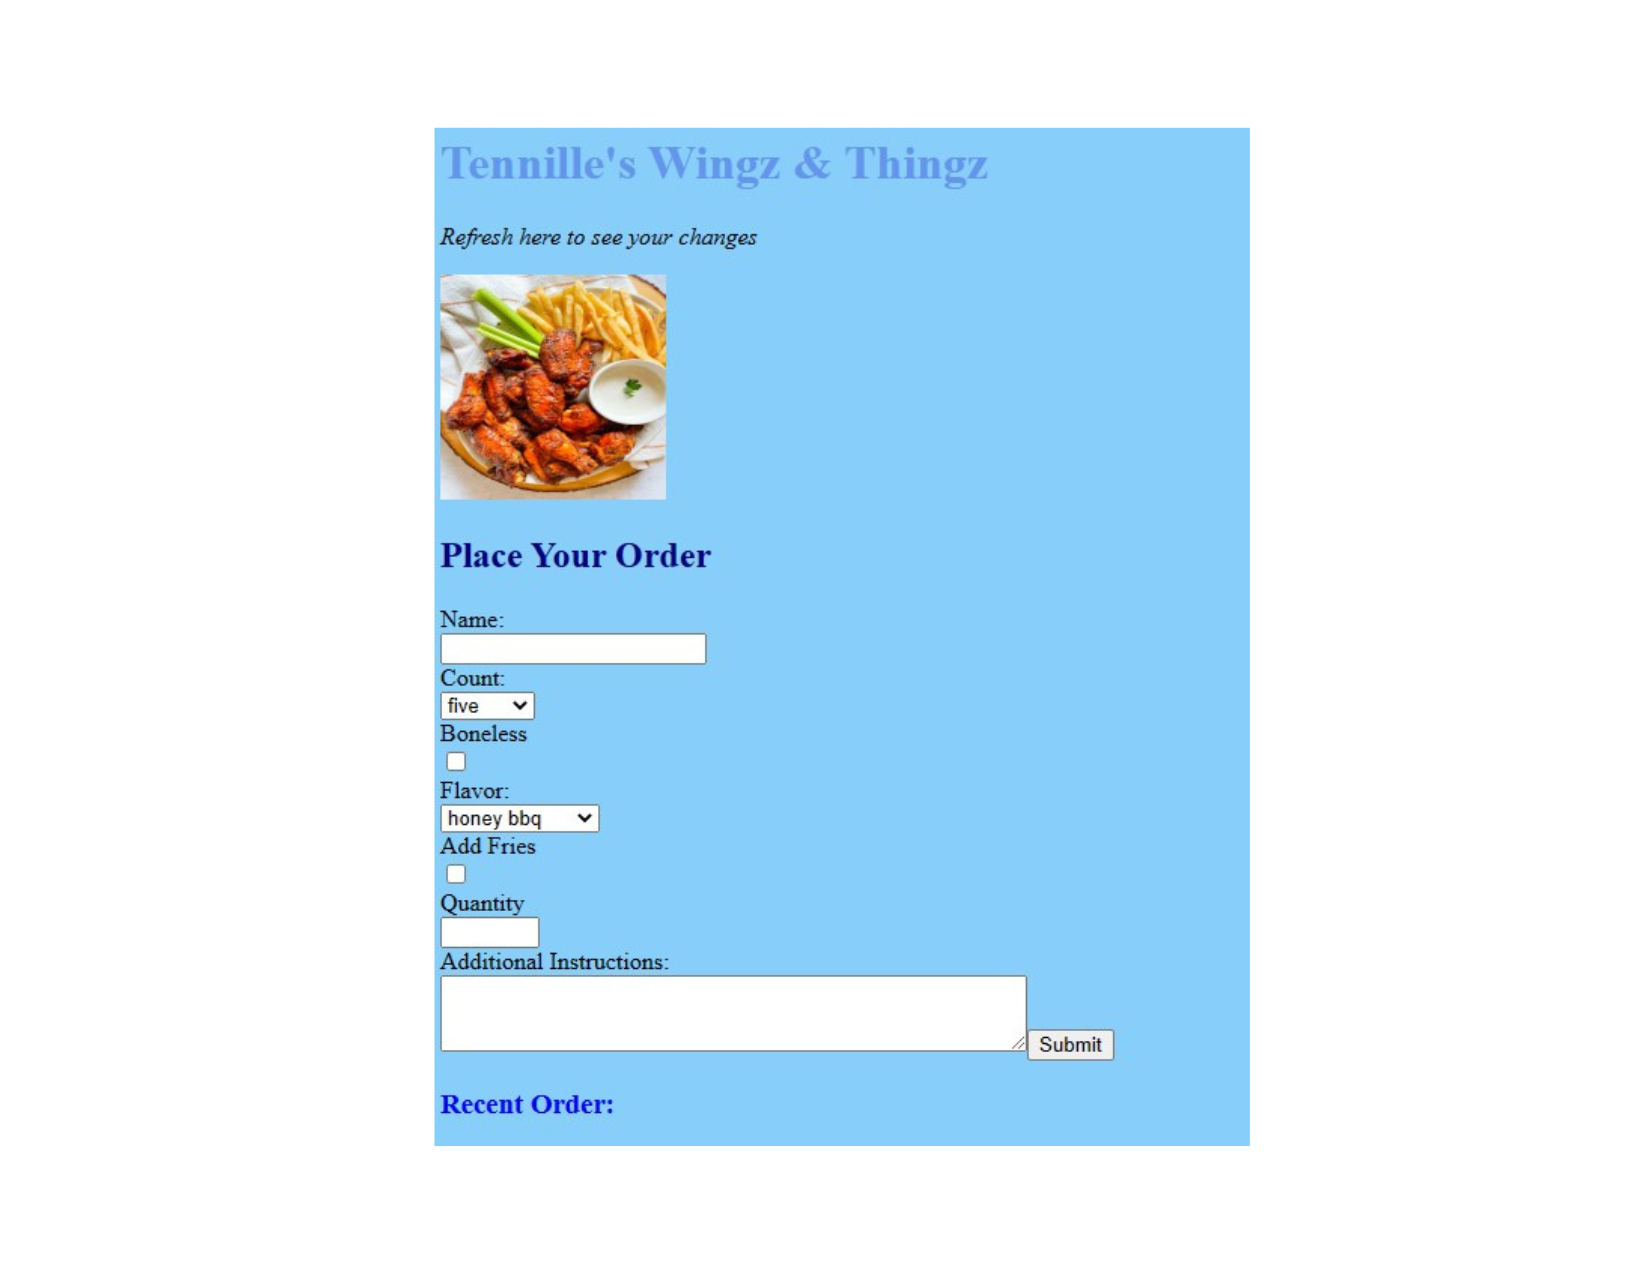 Tennille's Wingz & Thingz
Refresh here to see your changes
Place Your Order
Name:
Count:
five
Boneless
Flavor:
honey bbq
Add Fries
Quantity
Additional Instructions:
Submit
Recent Order: